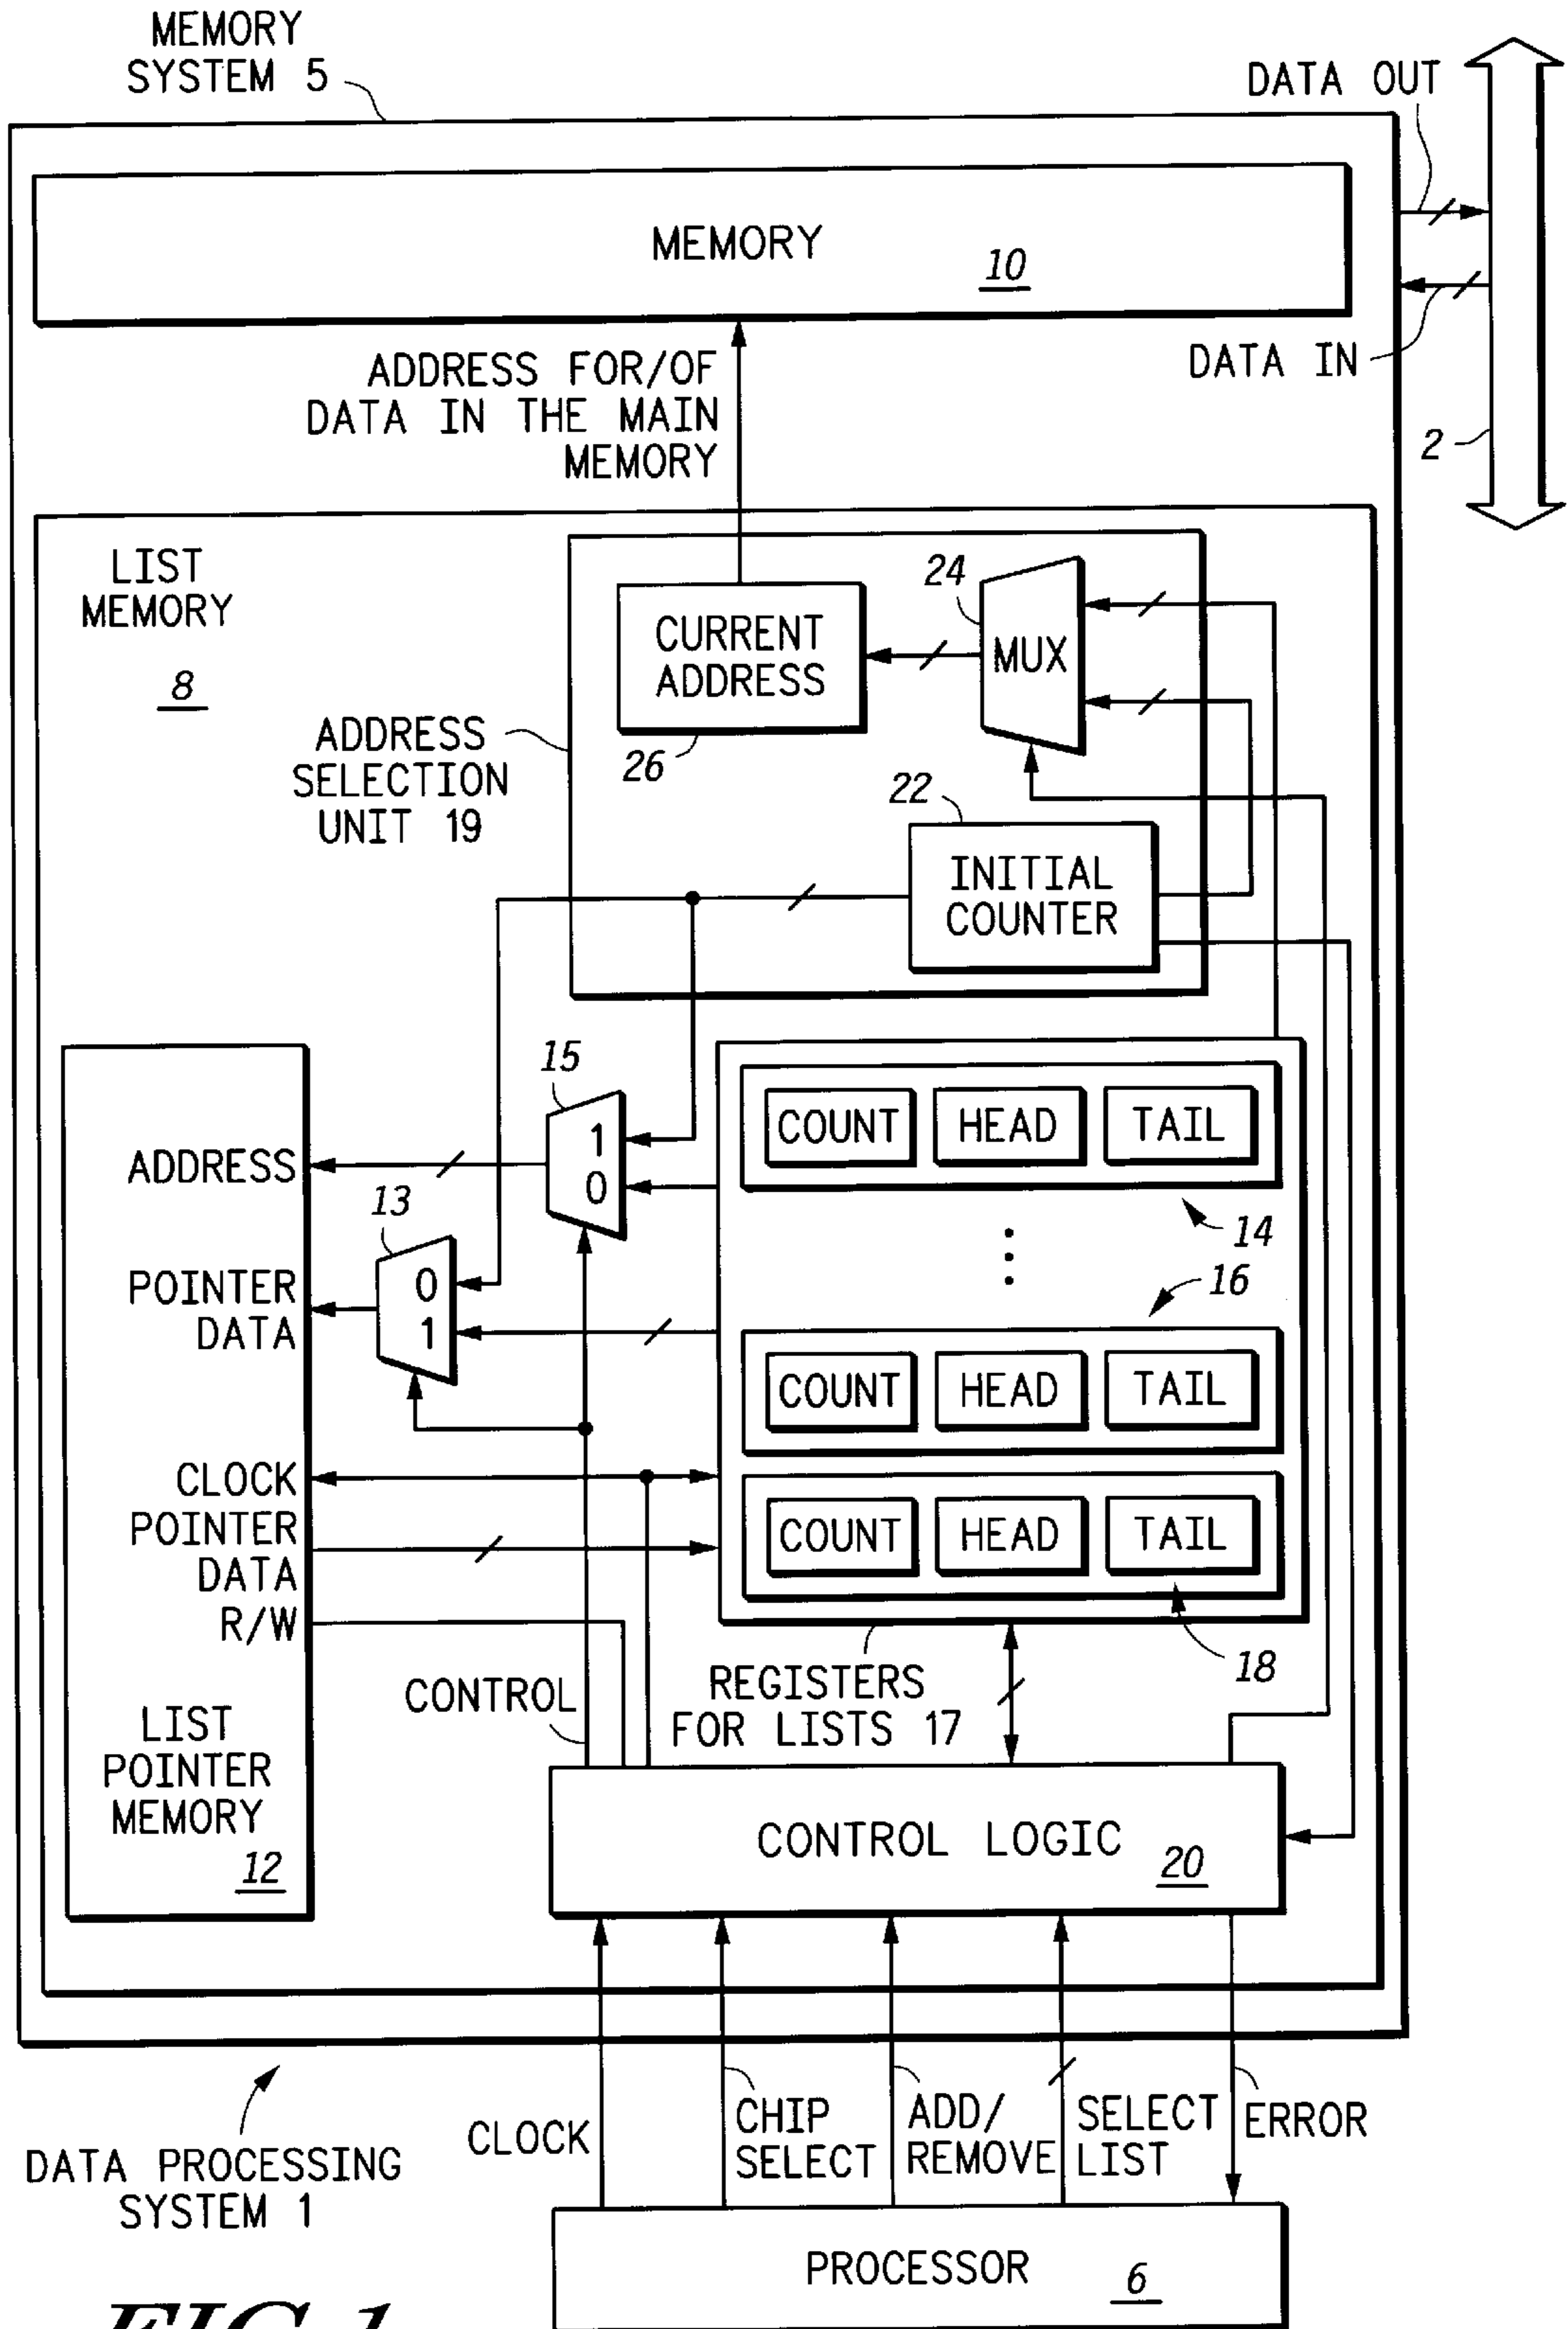 MEMORY
SYSTEM 5
DATA OUT
MEMORY
10
DATA IN
2
ADDRESS FOR/OF
DATA IN THE MAIN
MEMORY
LIST
MEMORY
8
24
CURRENT
ADDRESS
MUX
26
ADDRESS
SELECTION
UNIT 19
22
INITIAL
COUNTER
15
1
0
COUNT HEAD TAIL
14
ADDRESS
13
0
1
POINTER
DATA
16
COUNT HEAD TAIL
CLOCK
POINTER
DATA
COUNT HEAD TAIL
R/W
18
CONTROL
REGISTERS
FOR LISTS 17
LIST
POINTER
MEMORY
12
CONTROL LOGIC
20
CLOCK
CHIP
SELECT
ADD/
REMOVE
SELECT
LIST
ERROR
DATA PROCESSING
SYSTEM 1
PROCESSOR
6
FIG.1